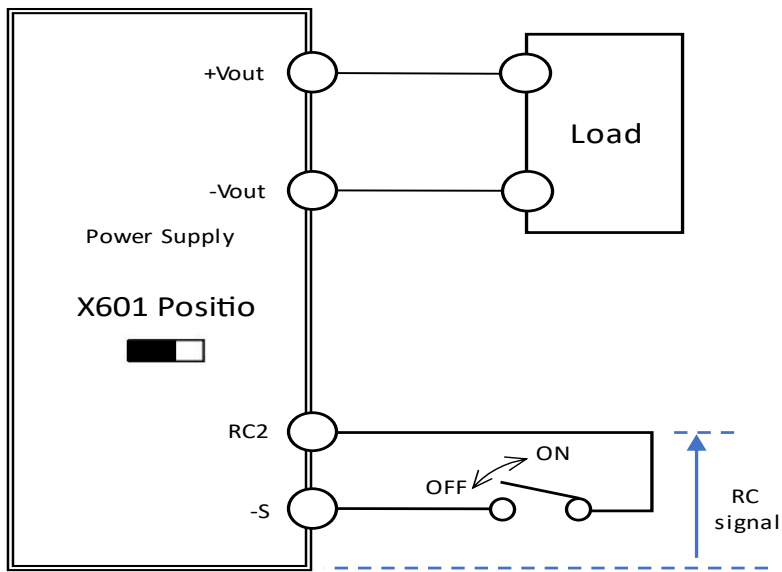 +Vout
Load
-Vout
Power Supply
X601 Positio
RC2
ON
OFF
-S
RC
signal